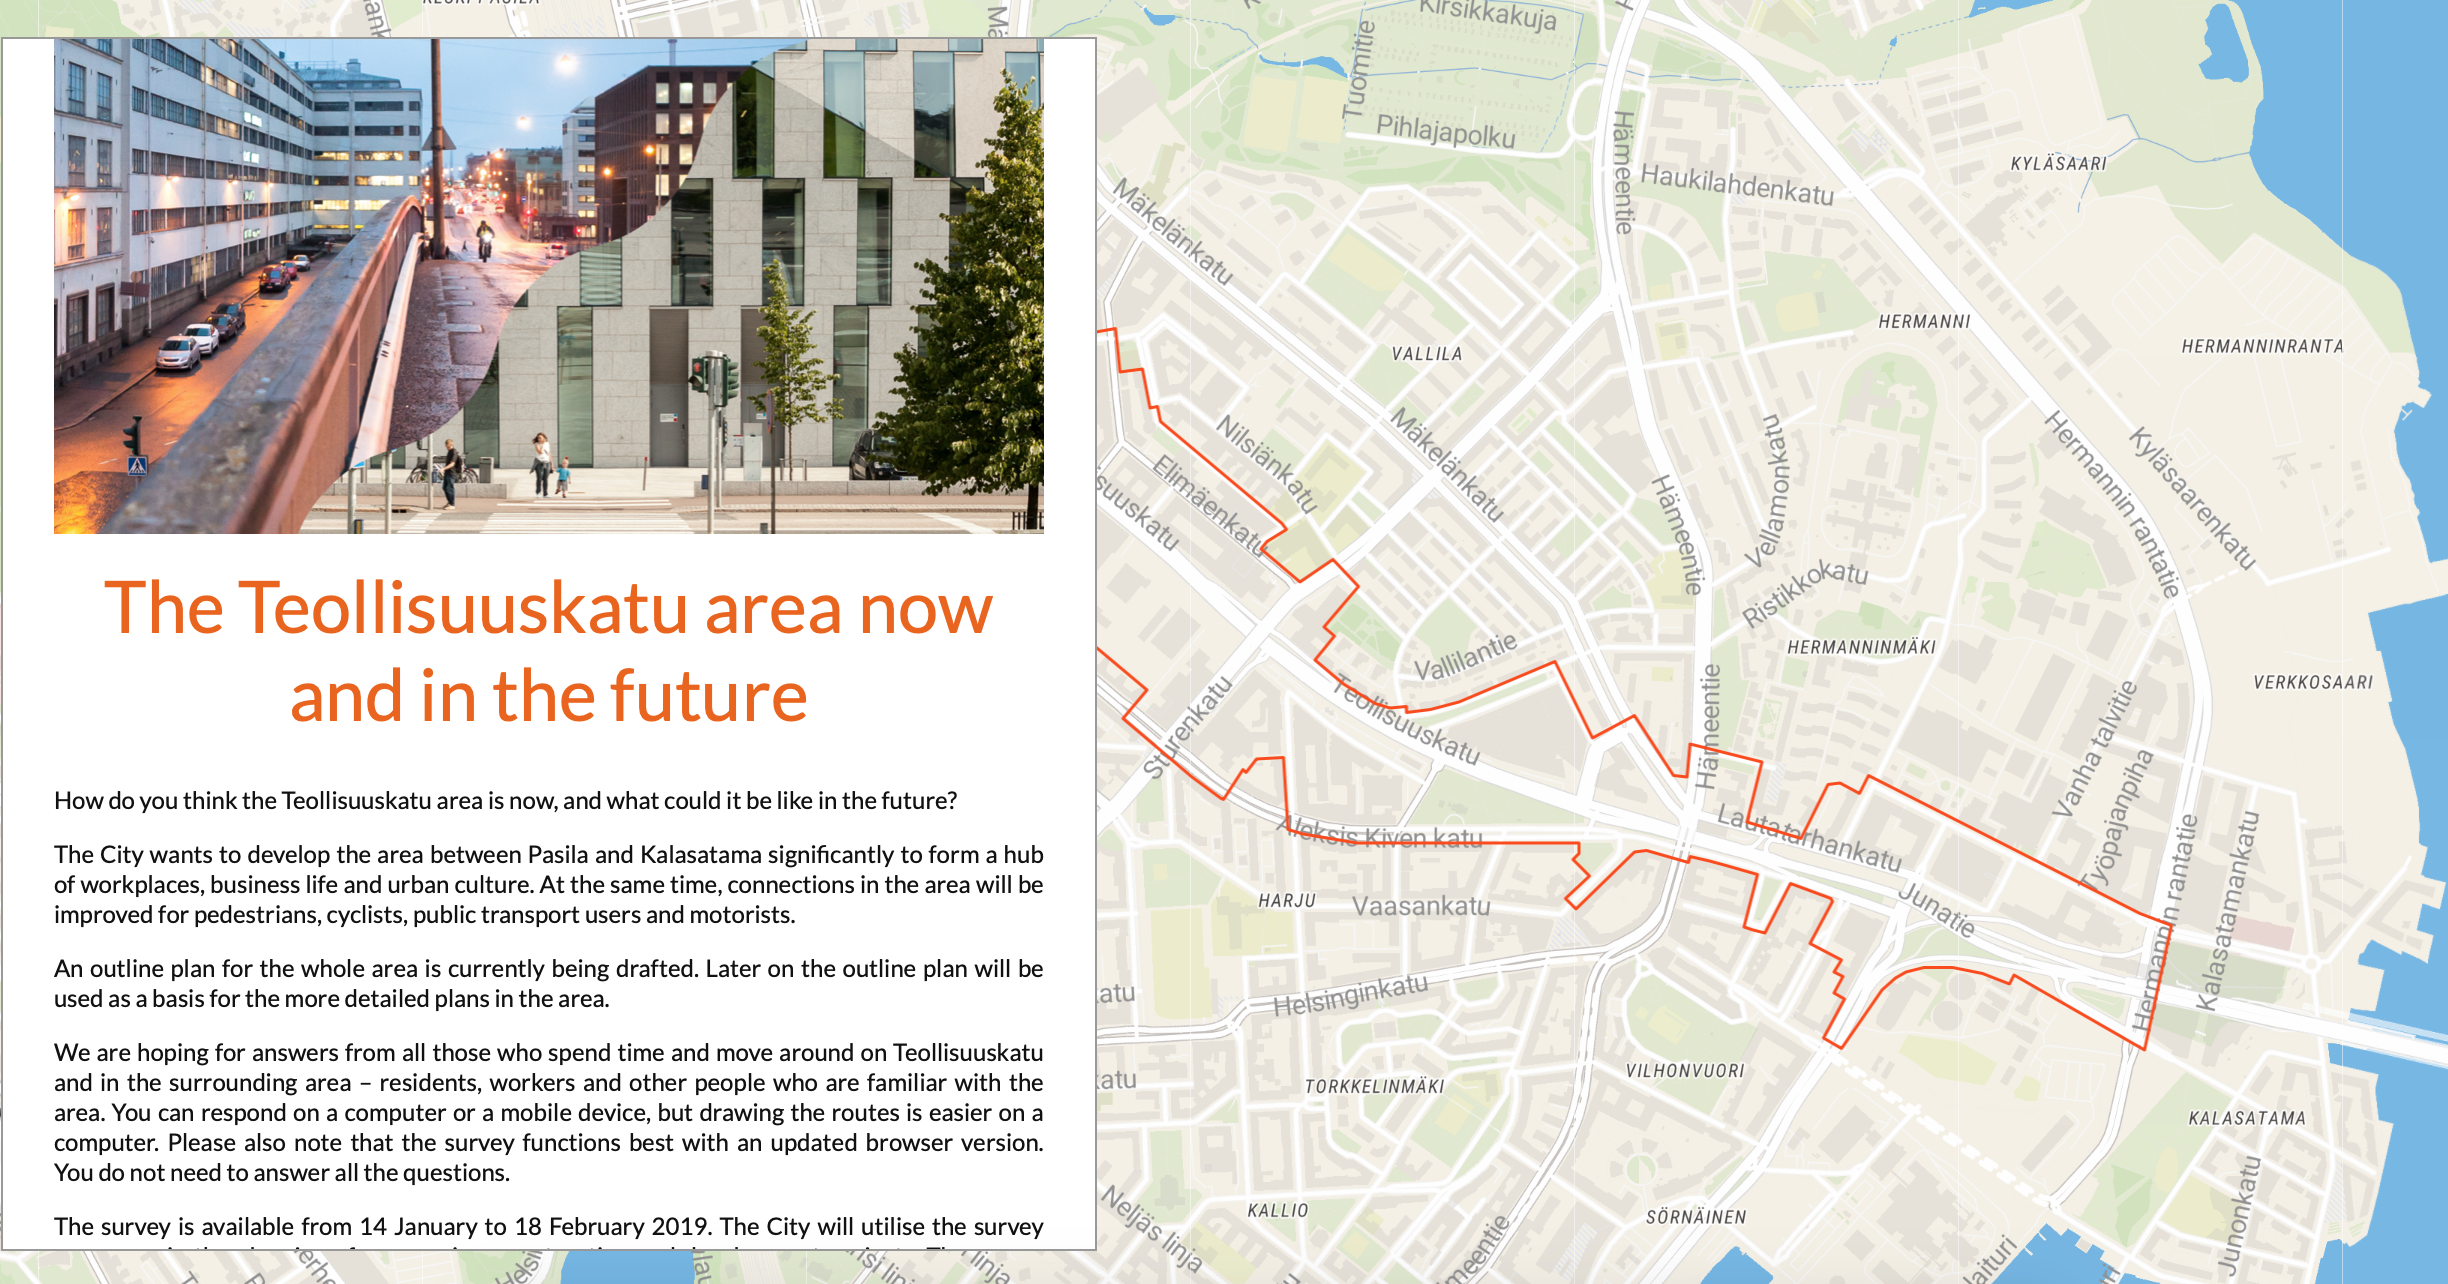 The Teollisuuskatu area now
and in the future
How do you think the Teollisuuskatu area is now, and what could it be like in the future?
The City wants to develop the area between Pasila and Kalasatama significantly to form a hub
of workplaces, business life and urban culture. At the same time, connections in the area will be
improved for pedestrians, cyclists, public transport users and motorists.
An outline plan for the whole area is currently being drafted. Later on the outline plan will be
used as a basis for the more detailed plans in the area.
We are hoping for answers from all those who spend time and move around on Teollisuuskatu
and in the surrounding area – residents, workers and other people who are familiar with the
area. You can respond on a computer or a mobile device, but drawing the routes is easier on a
computer. Please also note that the survey functions best with an updated browser version.
You do not need to answer all the questions.
The survey is available from 14 January to 18 February 2019. The City will utilise the survey
Kirsikkakuja
Tuomitie
Pihlajapolku
Hämeentie
Haukilahdenkatu
KYLÄSAARI
Mäkelänkatu
HERMANNI
HERMANNINRANTA
VALLILA
Nilsiänkatu
Mäkelänkatu
Elimäenkatu
suuskatu
Hämeentie
Vellamonkatu
Hermannin rantatie
Kyläsaarenkatu
Ristikkokatu
HERMANNINMÄKI
VERKKOSAARI
Vallilantie
Teollisuuskatu
Sturenkatu
Hämeentie
Vanha talvitie
Työpajanpiha
Lautatarhankatu
Aleksis Kiven katu
HARJU
Vaasankatu
Junatie
Hermannin rantatie
Kalasatamankatu
atu
Helsinginkatu
atu
TORKKELINMÄKI
VILHONVUORI
KALASATAMA
Neljäs linja
KALLIO
SÖRNÄINEN
Junonkatu
meentie
laituri
linja